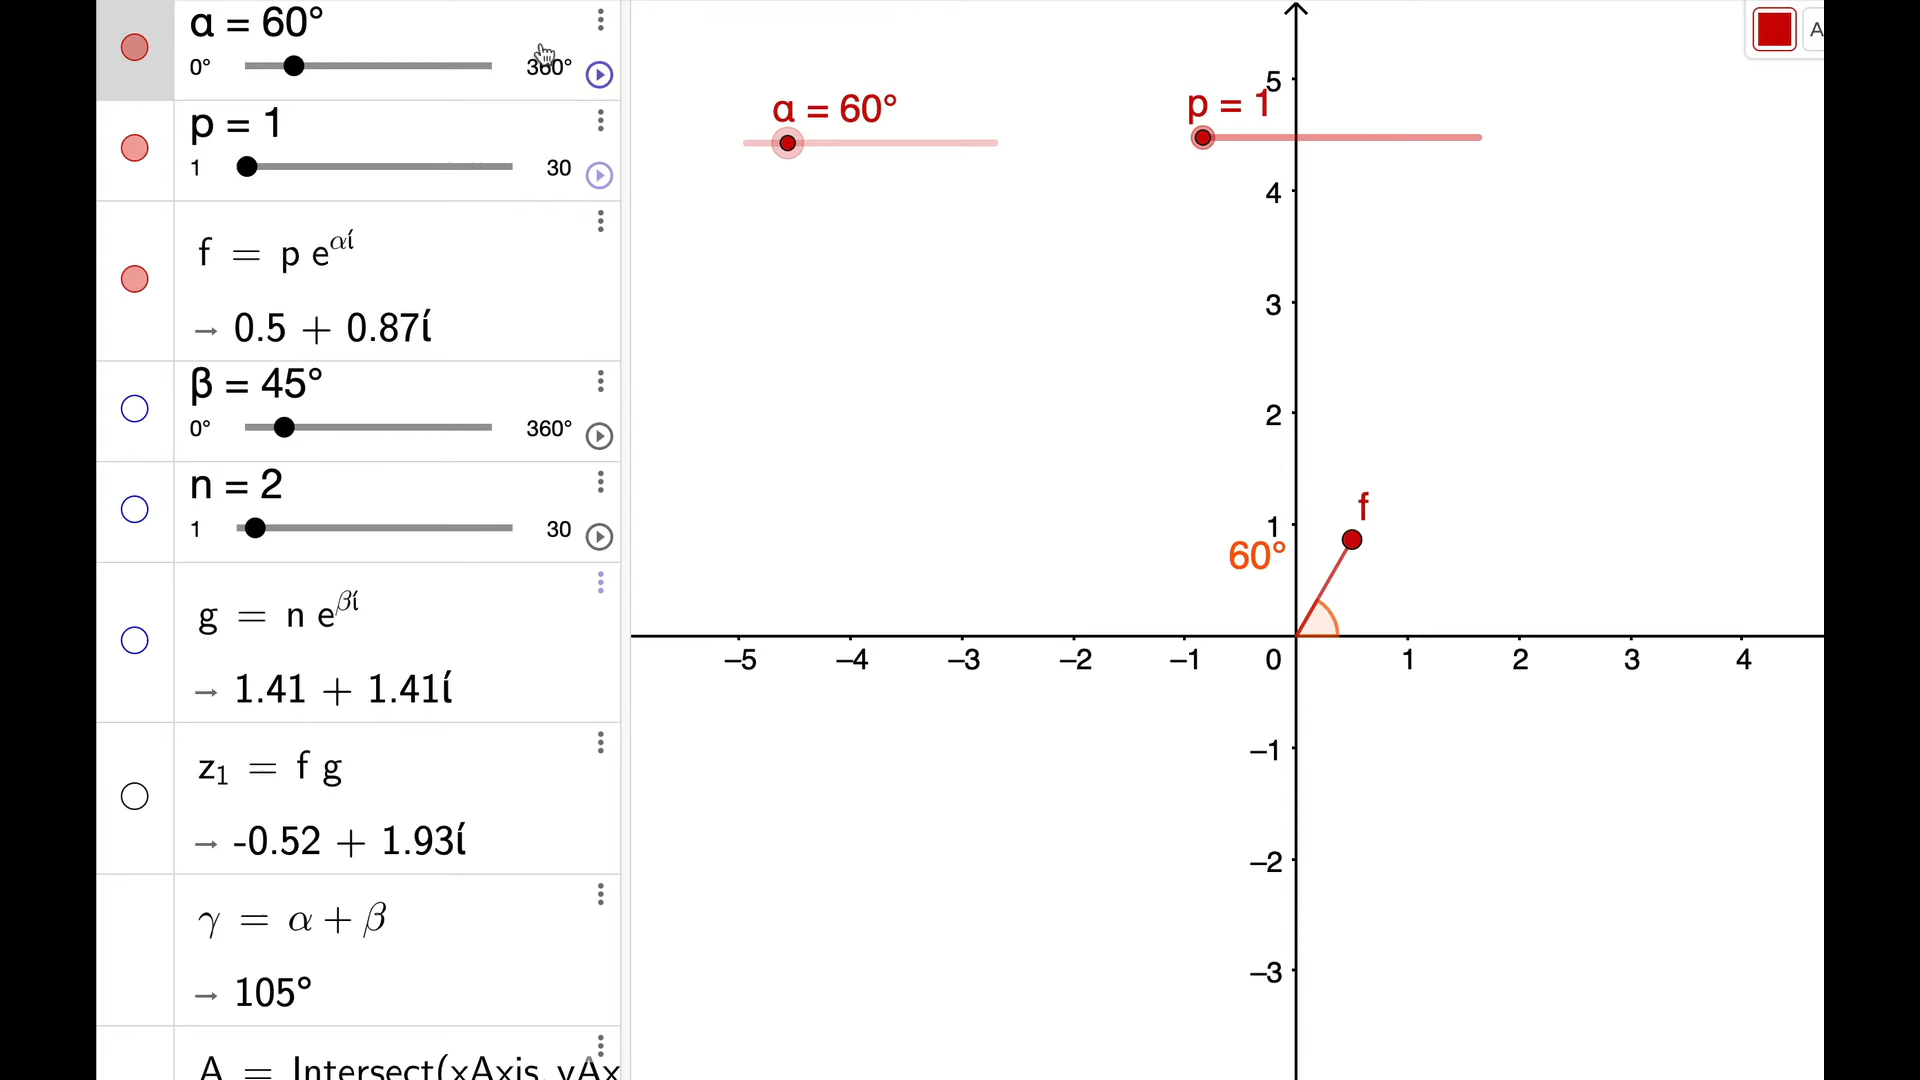 α = 60°
0° 360°
p = 1
1 30
f = p e^αί
→ 0.5 + 0.87ί
β = 45°
0° 360°
n = 2
1 30
g = n e^βί
→ 1.41 + 1.41ί
z₁ = f g
→ -0.52 + 1.93ί
γ = α + β
→ 105°
A = Intersect(xAxis, yAx
α = 60°
p = 1
A
5
4
3
2
1
f
60°
–5 –4 –3 –2 –1 0 1 2 3 4
–1
–2
–3